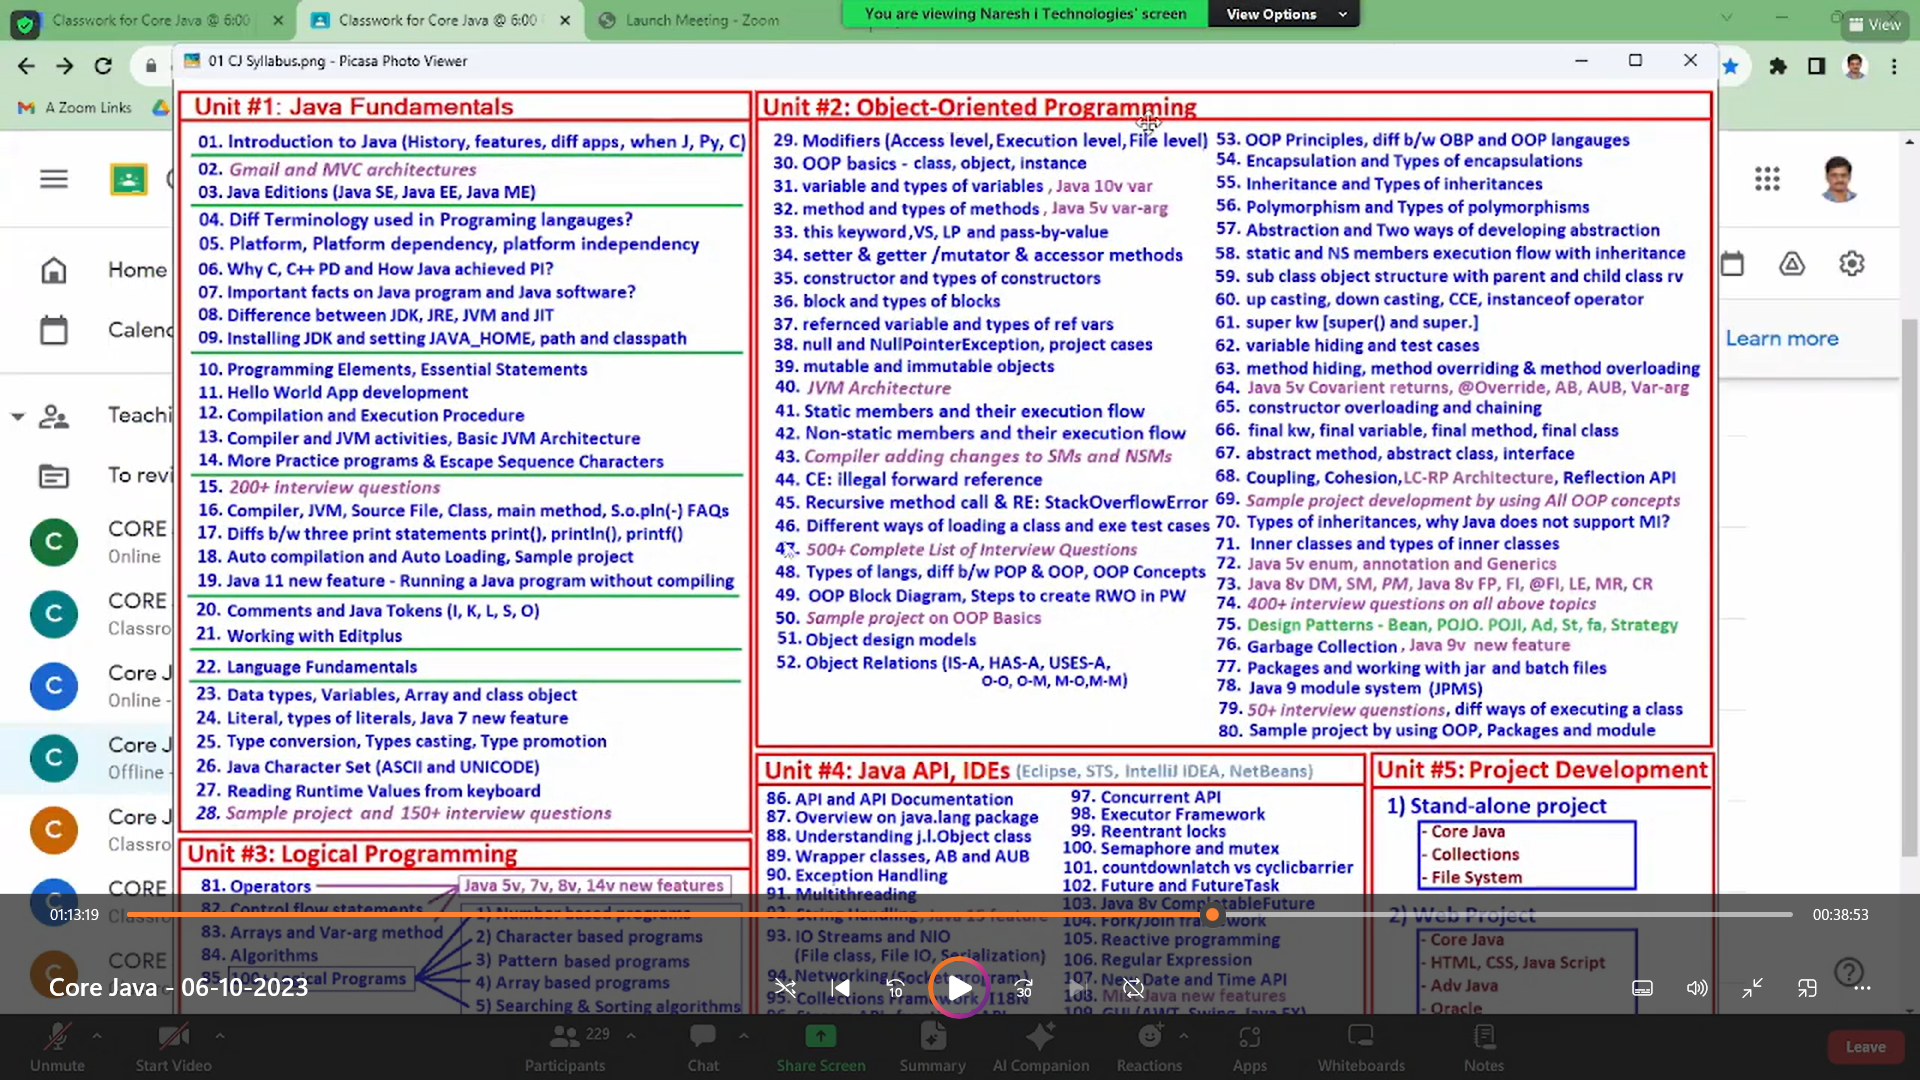 Classwork for Core Java @ 6:00
Classwork for Core Java @ 6:00
Launch Meeting - Zoom
You are viewing Naresh i Technologies' screen
View Options
View
01 CJ Syllabus.png - Picasa Photo Viewer
A Zoom Links
Home
Calend
Teachi
To revi
CORE
Online
CORE
Classro
Core J
Online -
Core J
Offline -
Core J
Classro
CORE
Classro
CORE
Learn more
Unit #1: Java Fundamentals
01. Introduction to Java (History, features, diff apps, when J, Py, C)
02. Gmail and MVC architectures
03. Java Editions (Java SE, Java EE, Java ME)
04. Diff Terminology used in Programing langauges?
05. Platform, Platform dependency, platform independency
06. Why C, C++ PD and How Java achieved PI?
07. Important facts on Java program and Java software?
08. Difference between JDK, JRE, JVM and JIT
09. Installing JDK and setting JAVA_HOME, path and classpath
10. Programming Elements, Essential Statements
11. Hello World App development
12. Compilation and Execution Procedure
13. Compiler and JVM activities, Basic JVM Architecture
14. More Practice programs & Escape Sequence Characters
15. 200+ interview questions
16. Compiler, JVM, Source File, Class, main method, S.o.pln(-) FAQs
17. Diffs b/w three print statements print(), println(), printf()
18. Auto compilation and Auto Loading, Sample project
19. Java 11 new feature - Running a Java program without compiling
20. Comments and Java Tokens (I, K, L, S, O)
21. Working with Editplus
22. Language Fundamentals
23. Data types, Variables, Array and class object
24. Literal, types of literals, Java 7 new feature
25. Type conversion, Types casting, Type promotion
26. Java Character Set (ASCII and UNICODE)
27. Reading Runtime Values from keyboard
28. Sample project and 150+ interview questions
Unit #2: Object-Oriented Programming
29. Modifiers (Access level, Execution level, File level)
30. OOP basics - class, object, instance
31. variable and types of variables , Java 10v var
32. method and types of methods , Java 5v var-arg
33. this keyword ,VS, LP and pass-by-value
34. setter & getter /mutator & accessor methods
35. constructor and types of constructors
36. block and types of blocks
37. refernced variable and types of ref vars
38. null and NullPointerException, project cases
39. mutable and immutable objects
40. JVM Architecture
41. Static members and their execution flow
42. Non-static members and their execution flow
43. Compiler adding changes to SMs and NSMs
44. CE: illegal forward reference
45. Recursive method call & RE: StackOverflowError
46. Different ways of loading a class and exe test cases
47. 500+ Complete List of Interview Questions
48. Types of langs, diff b/w POP & OOP, OOP Concepts
49. OOP Block Diagram, Steps to create RWO in PW
50. Sample project on OOP Basics
51. Object design models
52. Object Relations (IS-A, HAS-A, USES-A,
O-O, O-M, M-O,M-M)
53. OOP Principles, diff b/w OBP and OOP langauges
54. Encapsulation and Types of encapsulations
55. Inheritance and Types of inheritances
56. Polymorphism and Types of polymorphisms
57. Abstraction and Two ways of developing abstraction
58. static and NS members execution flow with inheritance
59. sub class object structure with parent and child class rv
60. up casting, down casting, CCE, instanceof operator
61. super kw [super() and super.]
62. variable hiding and test cases
63. method hiding, method overriding & method overloading
64. Java 5v Covarient returns, @Override, AB, AUB, Var-arg
65. constructor overloading and chaining
66. final kw, final variable, final method, final class
67. abstract method, abstract class, interface
68. Coupling, Cohesion, LC-RP Architecture, Reflection API
69. Sample project development by using All OOP concepts
70. Types of inheritances, why Java does not support MI?
71. Inner classes and types of inner classes
72. Java 5v enum, annotation and Generics
73. Java 8v DM, SM, PM, Java 8v FP, FI, @FI, LE, MR, CR
74. 400+ interview questions on all above topics
75. Design Patterns - Bean, POJO. POJI, Ad, St, fa, Strategy
76. Garbage Collection , Java 9v new feature
77. Packages and working with jar and batch files
78. Java 9 module system (JPMS)
79. 50+ interview quenstions, diff ways of executing a class
80. Sample project by using OOP, Packages and module
Unit #3: Logical Programming
81. Operators
Java 5v, 7v, 8v, 14v new features
82. Control flow statements
83. Arrays and Var-arg method
84. Algorithms
85. 100+ Logical Programs
1) Number based programs
2) Character based programs
3) Pattern based programs
4) Array based programs
5) Searching & Sorting algorithms
Unit #4: Java API, IDEs (Eclipse, STS, IntelliJ IDEA, NetBeans)
86. API and API Documentation
87. Overview on java.lang package
88. Understanding j.l.Object class
89. Wrapper classes, AB and AUB
90. Exception Handling
91. Multithreading
92. String Handling, Java 15 feature
93. IO Streams and NIO
(File class, File IO, Serialization)
94. Networking (Socket program)
95. Collections Framework, I18N
97. Concurrent API
98. Executor Framework
99. Reentrant locks
100. Semaphore and mutex
101. countdownlatch vs cyclicbarrier
102. Future and FutureTask
103. Java 8v CompletableFuture
104. Fork/Join framework
105. Reactive programming
106. Regular Expression
107. New Date and Time API
108. Misc Java new features
109. GUI (AWT, Swing, Java FX)
Unit #5: Project Development
1) Stand-alone project
- Core Java
- Collections
- File System
2) Web Project
- Core Java
- HTML, CSS, Java Script
- Adv Java
- Oracle
01:13:19
00:38:53
Core Java - 06-10-2023
10
30
Unmute
Start Video
229
Participants
Chat
Share Screen
Summary
AI Companion
Reactions
Apps
Whiteboards
Notes
Leave